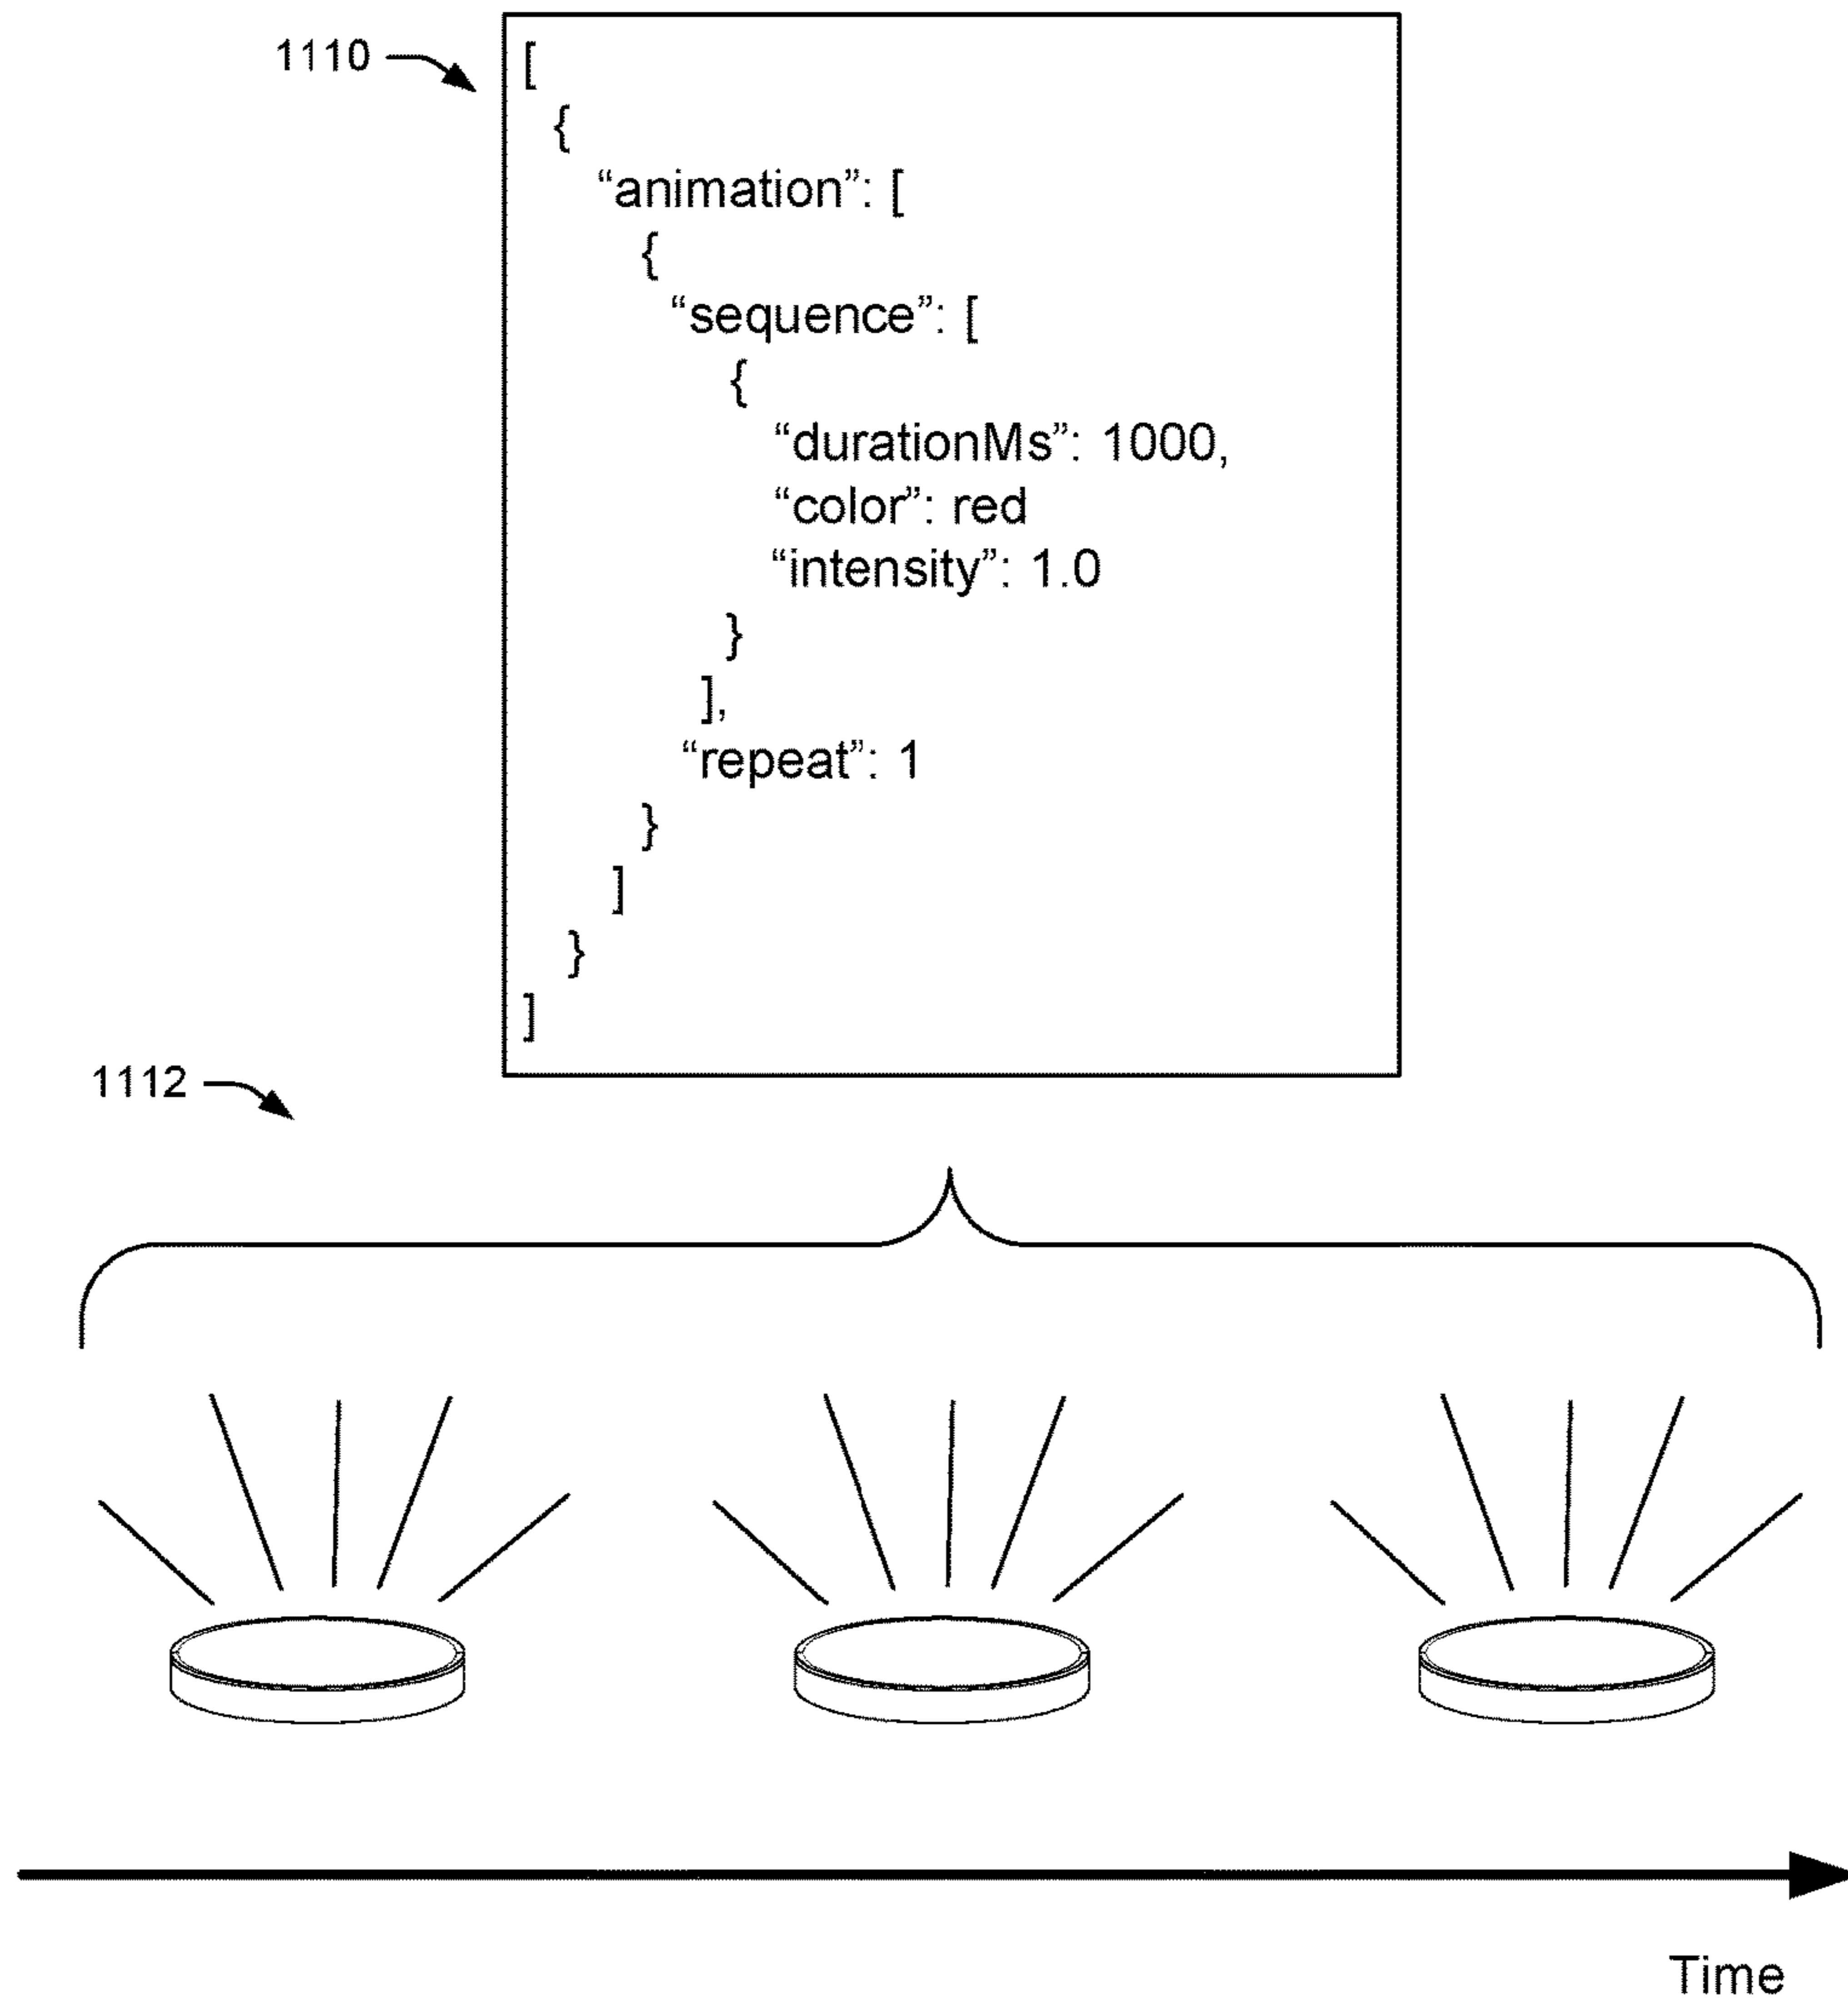 1110
[
{
“animation”: [
{
“sequence”: [
{
“durationMs”: 1000,
“color”: red
“intensity”: 1.0
}
],
“repeat”: 1
}
]
}
]
1112
Time